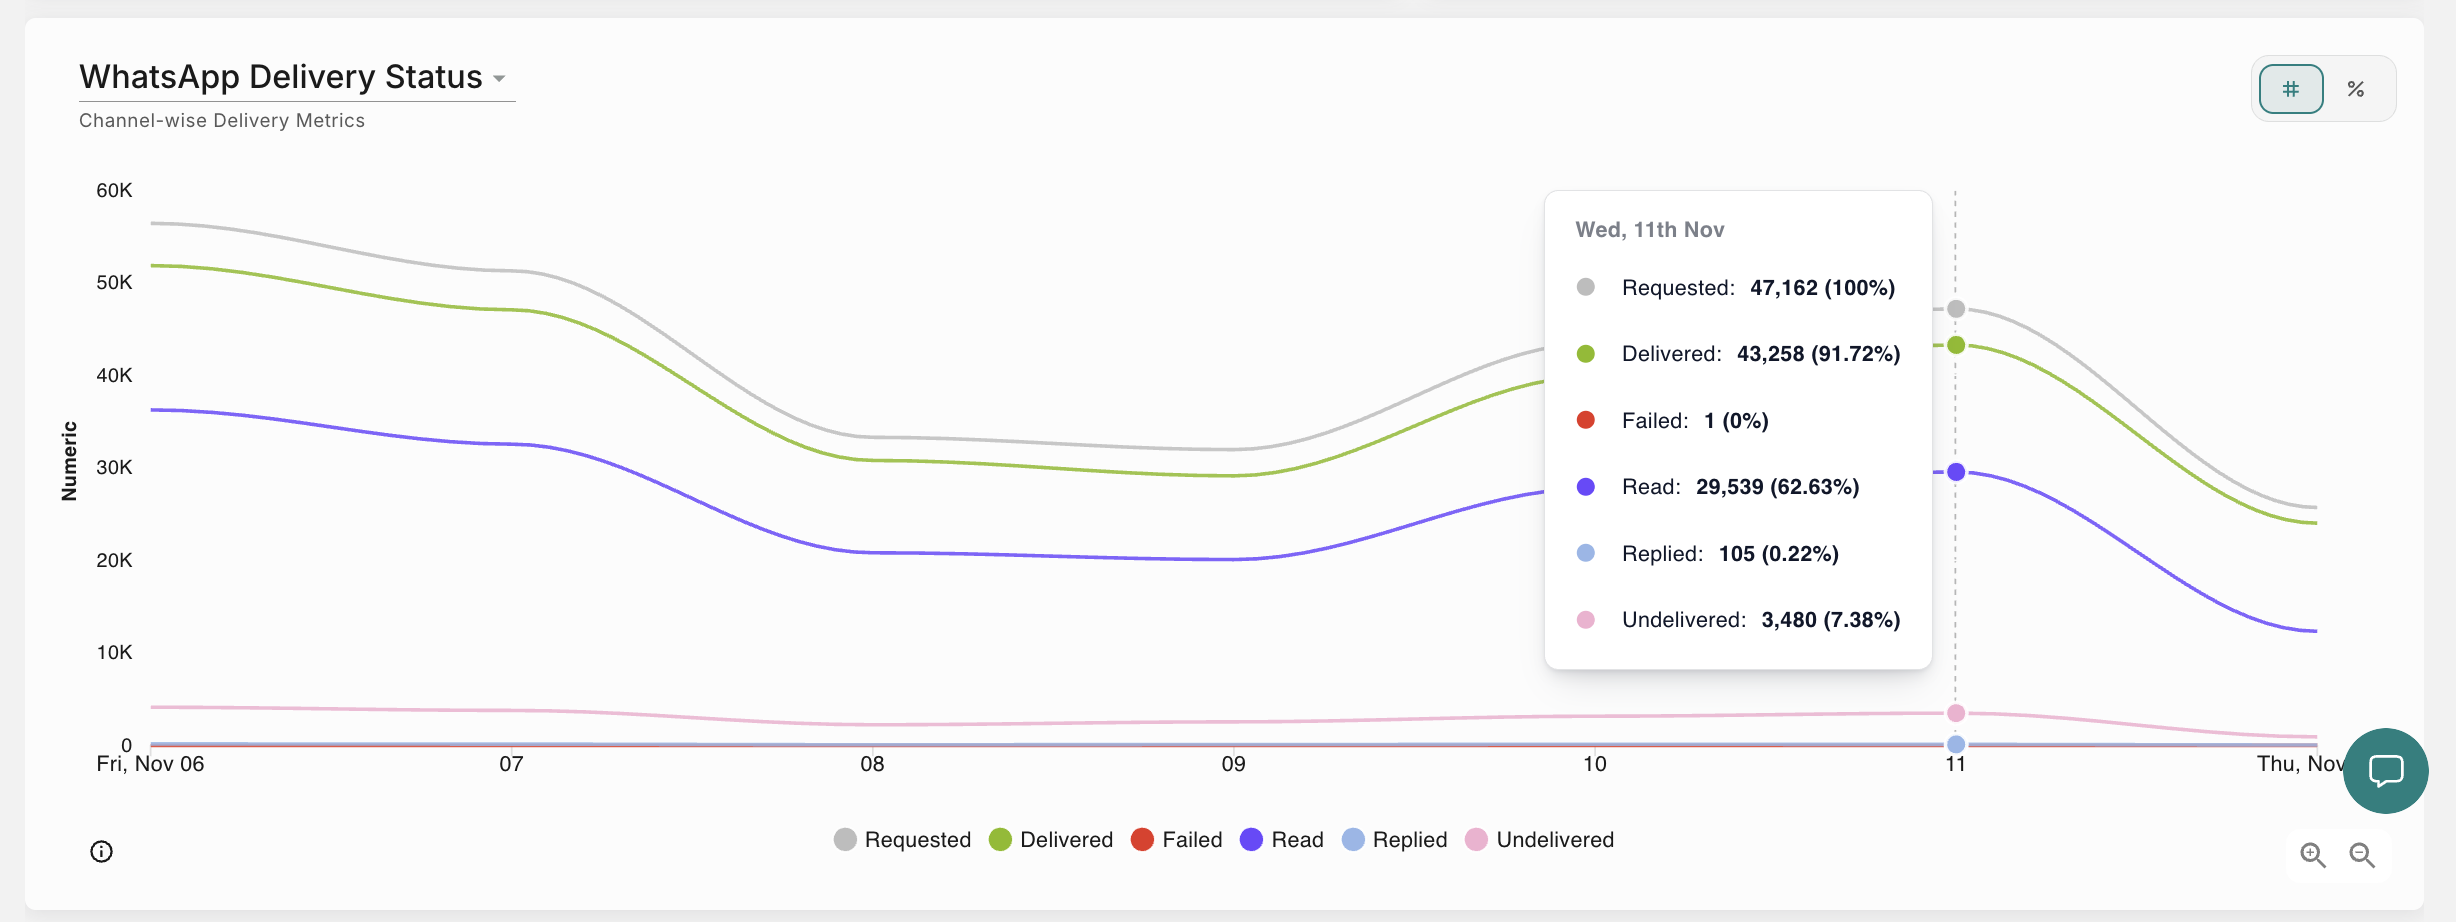 WhatsApp Delivery Status
Channel-wise Delivery Metrics
# %
Numeric
60K
50K
40K
30K
20K
10K
0
Fri, Nov 06 07 08 09 10 11 Thu, Nov
Wed, 11th Nov
Requested: 47,162 (100%)
Delivered: 43,258 (91.72%)
Failed: 1 (0%)
Read: 29,539 (62.63%)
Replied: 105 (0.22%)
Undelivered: 3,480 (7.38%)
Requested Delivered Failed Read Replied Undelivered